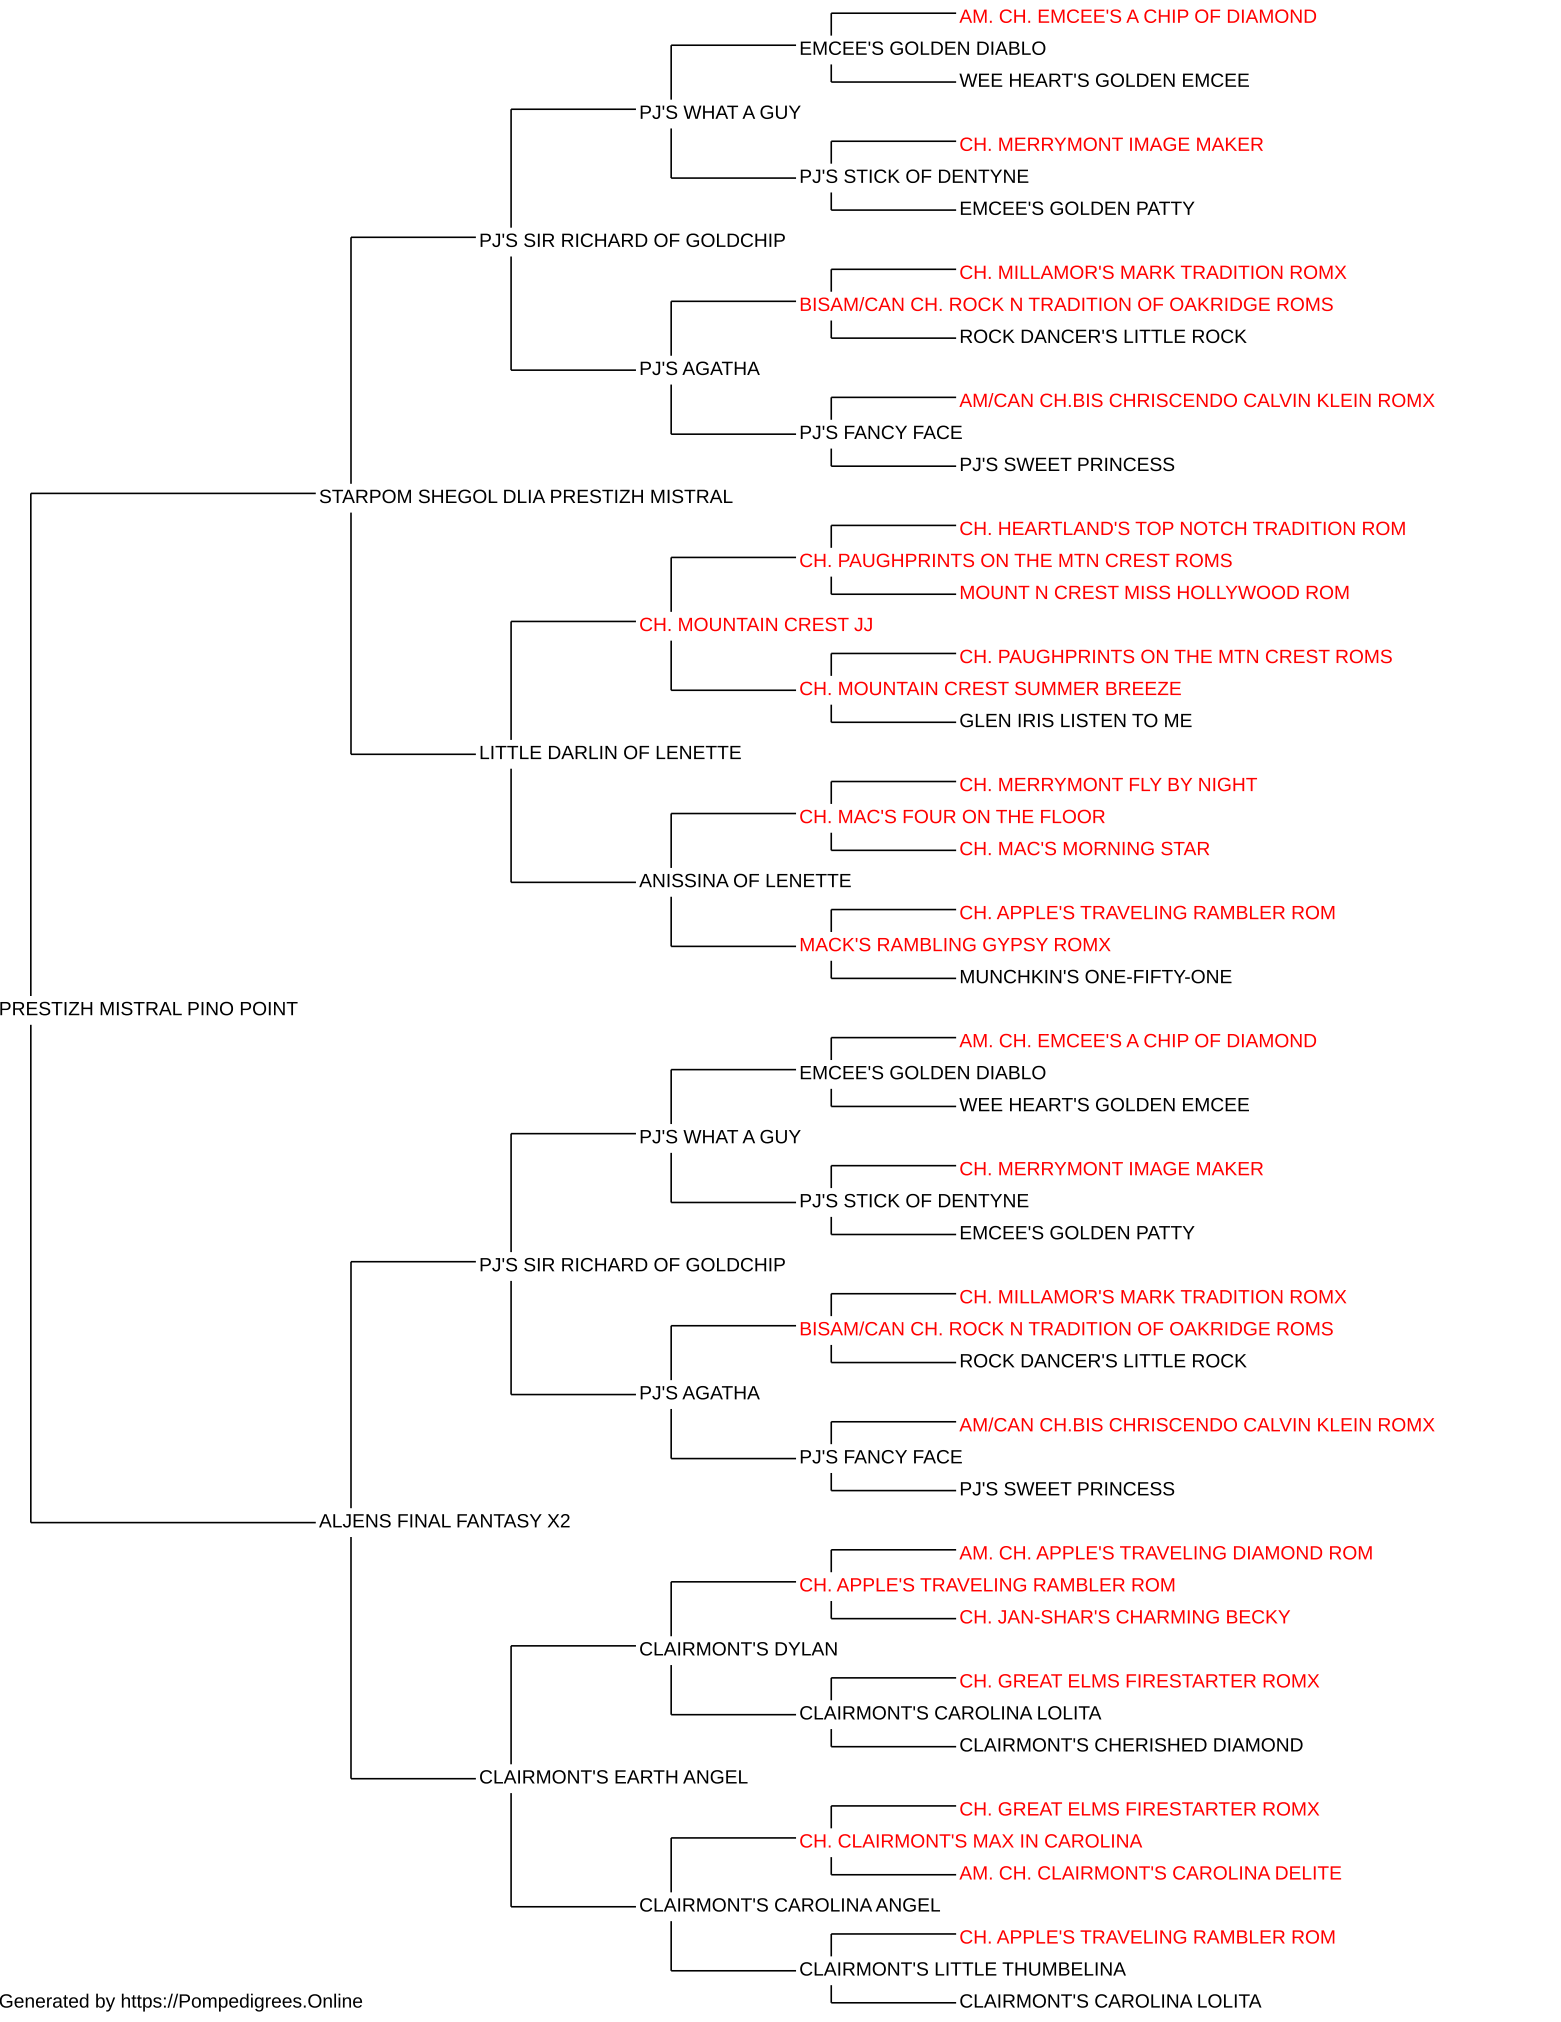 AM. CH. EMCEE'S A CHIP OF DIAMOND
EMCEE'S GOLDEN DIABLO
WEE HEART'S GOLDEN EMCEE
PJ'S WHAT A GUY
CH. MERRYMONT IMAGE MAKER
PJ'S STICK OF DENTYNE
EMCEE'S GOLDEN PATTY
PJ'S SIR RICHARD OF GOLDCHIP
CH. MILLAMOR'S MARK TRADITION ROMX
BISAM/CAN CH. ROCK N TRADITION OF OAKRIDGE ROMS
ROCK DANCER'S LITTLE ROCK
PJ'S AGATHA
AM/CAN CH.BIS CHRISCENDO CALVIN KLEIN ROMX
PJ'S FANCY FACE
PJ'S SWEET PRINCESS
STARPOM SHEGOL DLIA PRESTIZH MISTRAL
CH. HEARTLAND'S TOP NOTCH TRADITION ROM
CH. PAUGHPRINTS ON THE MTN CREST ROMS
MOUNT N CREST MISS HOLLYWOOD ROM
CH. MOUNTAIN CREST JJ
CH. PAUGHPRINTS ON THE MTN CREST ROMS
CH. MOUNTAIN CREST SUMMER BREEZE
GLEN IRIS LISTEN TO ME
LITTLE DARLIN OF LENETTE
CH. MERRYMONT FLY BY NIGHT
CH. MAC'S FOUR ON THE FLOOR
CH. MAC'S MORNING STAR
ANISSINA OF LENETTE
CH. APPLE'S TRAVELING RAMBLER ROM
MACK'S RAMBLING GYPSY ROMX
MUNCHKIN'S ONE-FIFTY-ONE
PRESTIZH MISTRAL PINO POINT
AM. CH. EMCEE'S A CHIP OF DIAMOND
EMCEE'S GOLDEN DIABLO
WEE HEART'S GOLDEN EMCEE
PJ'S WHAT A GUY
CH. MERRYMONT IMAGE MAKER
PJ'S STICK OF DENTYNE
EMCEE'S GOLDEN PATTY
PJ'S SIR RICHARD OF GOLDCHIP
CH. MILLAMOR'S MARK TRADITION ROMX
BISAM/CAN CH. ROCK N TRADITION OF OAKRIDGE ROMS
ROCK DANCER'S LITTLE ROCK
PJ'S AGATHA
AM/CAN CH.BIS CHRISCENDO CALVIN KLEIN ROMX
PJ'S FANCY FACE
PJ'S SWEET PRINCESS
ALJENS FINAL FANTASY X2
AM. CH. APPLE'S TRAVELING DIAMOND ROM
CH. APPLE'S TRAVELING RAMBLER ROM
CH. JAN-SHAR'S CHARMING BECKY
CLAIRMONT'S DYLAN
CH. GREAT ELMS FIRESTARTER ROMX
CLAIRMONT'S CAROLINA LOLITA
CLAIRMONT'S CHERISHED DIAMOND
CLAIRMONT'S EARTH ANGEL
CH. GREAT ELMS FIRESTARTER ROMX
CH. CLAIRMONT'S MAX IN CAROLINA
AM. CH. CLAIRMONT'S CAROLINA DELITE
CLAIRMONT'S CAROLINA ANGEL
CH. APPLE'S TRAVELING RAMBLER ROM
CLAIRMONT'S LITTLE THUMBELINA
CLAIRMONT'S CAROLINA LOLITA
Generated by https://Pompedigrees.Online